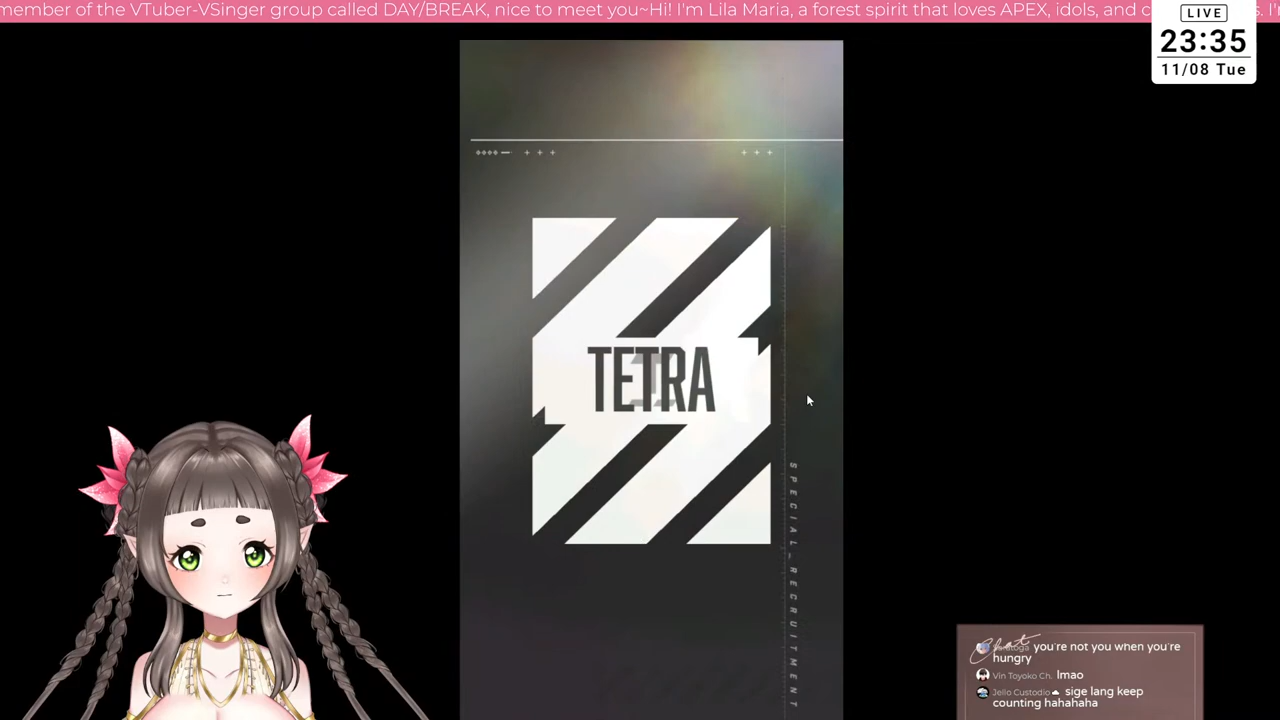 member of the VTuber-VSinger group called DAY/BREAK, nice to meet you~Hi! I'm Lila Maria, a forest spirit that loves APEX, idols, and c
s. I'm
LIVE
23:35
11/08 Tue
TETRA
SPECIAL_RECRUITMENT
Chat
you're not you when you're
hungry
Vin Toyoko Ch. lmao
Jello Custodio sige lang keep
counting hahahaha